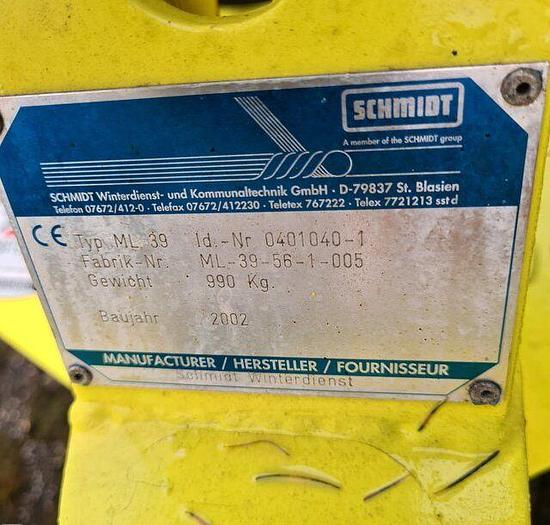 SCHMIDT
A member of the SCHMIDT group
SCHMIDT Winterdienst- und Kommunaltechnik GmbH · D-79837 St. Blasien
Telefon 07672/412-0 · Telefax 07672/412230 · Teletex 767222 · Telex 7721213 sst d
CE Typ ML 39 Id.-Nr 0401040-1
Fabrik-Nr. ML-39-56-1-005
Gewicht 990 Kg.
Baujahr 2002
MANUFACTURER / HERSTELLER / FOURNISSEUR
Schmidt Winterdienst